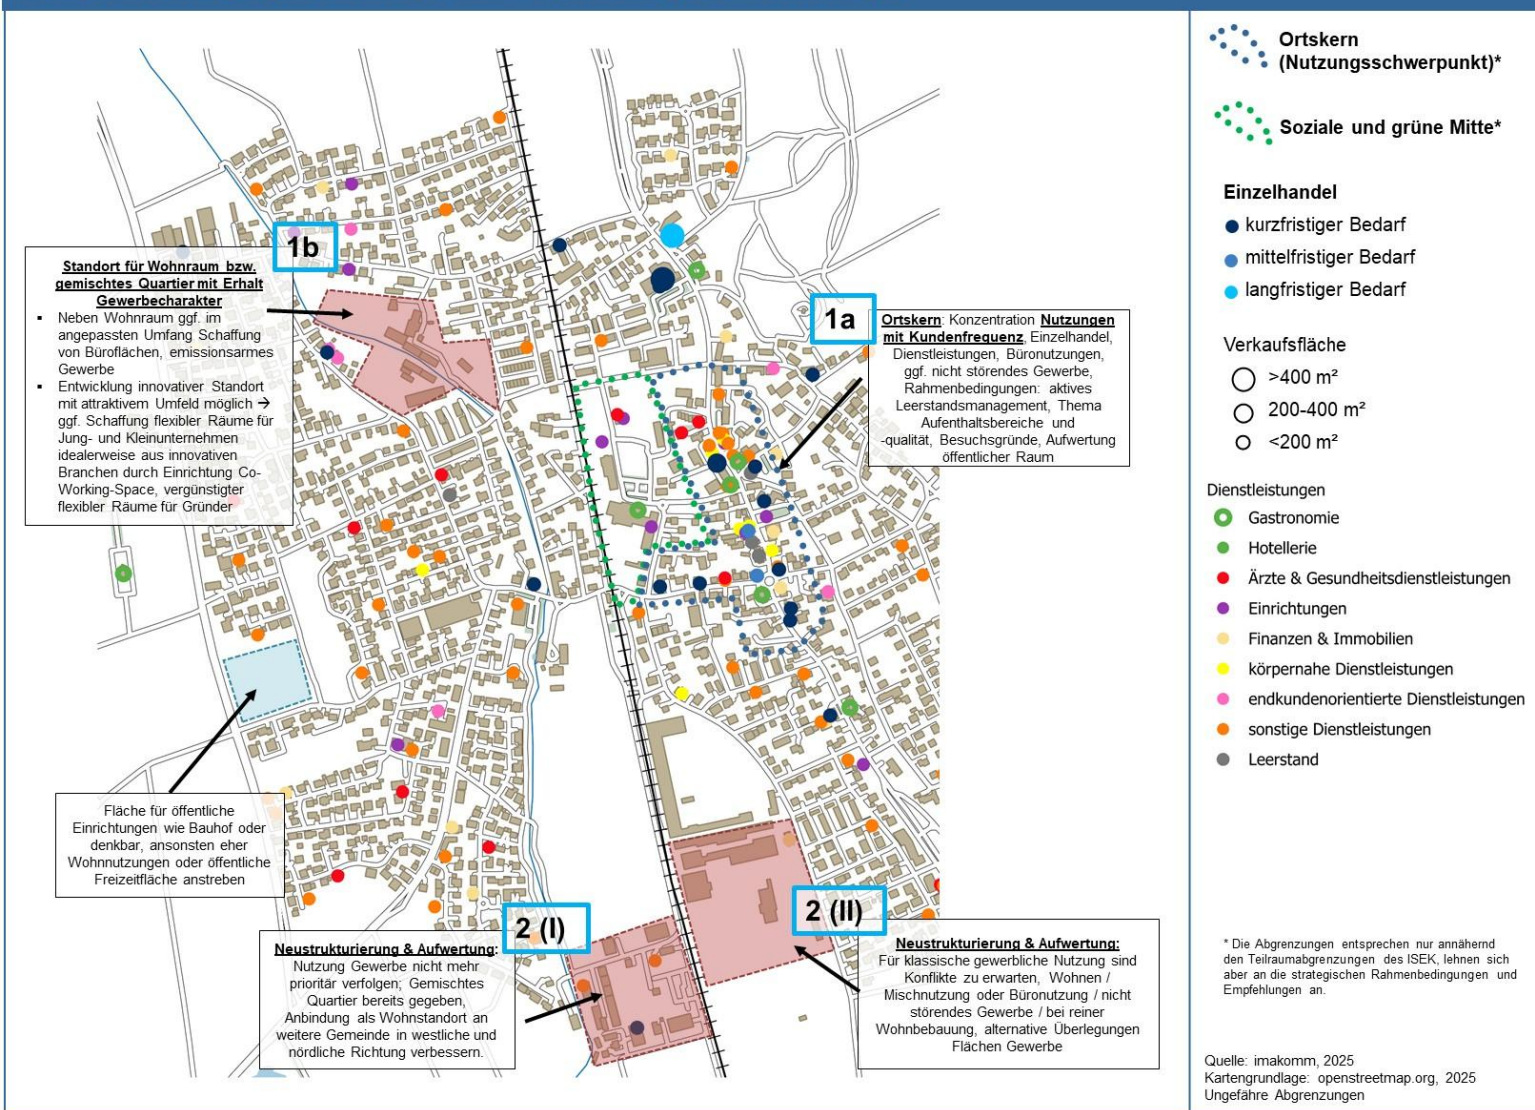 1b
Standort für Wohnraum bzw.
gemischtes Quartier mit Erhalt
Gewerbecharakter
▪ Neben Wohnraum ggf. im
angepassten Umfang Schaffung
von Büroflächen, emissionsarmes
Gewerbe
▪ Entwicklung innovativer Standort
mit attraktivem Umfeld möglich →
ggf. Schaffung flexibler Räume für
Jung- und Kleinunternehmen
idealerweise aus innovativen
Branchen durch Einrichtung Co-
Working-Space, vergünstigter
flexibler Räume für Gründer
1a
Ortskern: Konzentration Nutzungen
mit Kundenfrequenz, Einzelhandel,
Dienstleistungen, Büronutzungen,
ggf. nicht störendes Gewerbe,
Rahmenbedingungen: aktives
Leerstandsmanagement, Thema
Aufenthaltsbereiche und
-qualität, Besuchsgründe, Aufwertung
öffentlicher Raum
Fläche für öffentliche
Einrichtungen wie Bauhof oder
denkbar, ansonsten eher
Wohnnutzungen oder öffentliche
Freizeitfläche anstreben
2 (I)
Neustrukturierung & Aufwertung:
Nutzung Gewerbe nicht mehr
prioritär verfolgen; Gemischtes
Quartier bereits gegeben,
Anbindung als Wohnstandort an
weitere Gemeinde in westliche und
nördliche Richtung verbessern.
2 (II)
Neustrukturierung & Aufwertung:
Für klassische gewerbliche Nutzung sind
Konflikte zu erwarten, Wohnen /
Mischnutzung oder Büronutzung / nicht
störendes Gewerbe / bei reiner
Wohnbebauung, alternative Überlegungen
Flächen Gewerbe
Ortskern
(Nutzungsschwerpunkt)*
Soziale und grüne Mitte*
Einzelhandel
kurzfristiger Bedarf
mittelfristiger Bedarf
langfristiger Bedarf
Verkaufsfläche
>400 m²
200-400 m²
<200 m²
Dienstleistungen
Gastronomie
Hotellerie
Ärzte & Gesundheitsdienstleistungen
Einrichtungen
Finanzen & Immobilien
körpernahe Dienstleistungen
endkundenorientierte Dienstleistungen
sonstige Dienstleistungen
Leerstand
* Die Abgrenzungen entsprechen nur annähernd
den Teilraumabgrenzungen des ISEK, lehnen sich
aber an die strategischen Rahmenbedingungen und
Empfehlungen an.
Quelle: imakomm, 2025
Kartengrundlage: openstreetmap.org, 2025
Ungefähre Abgrenzungen